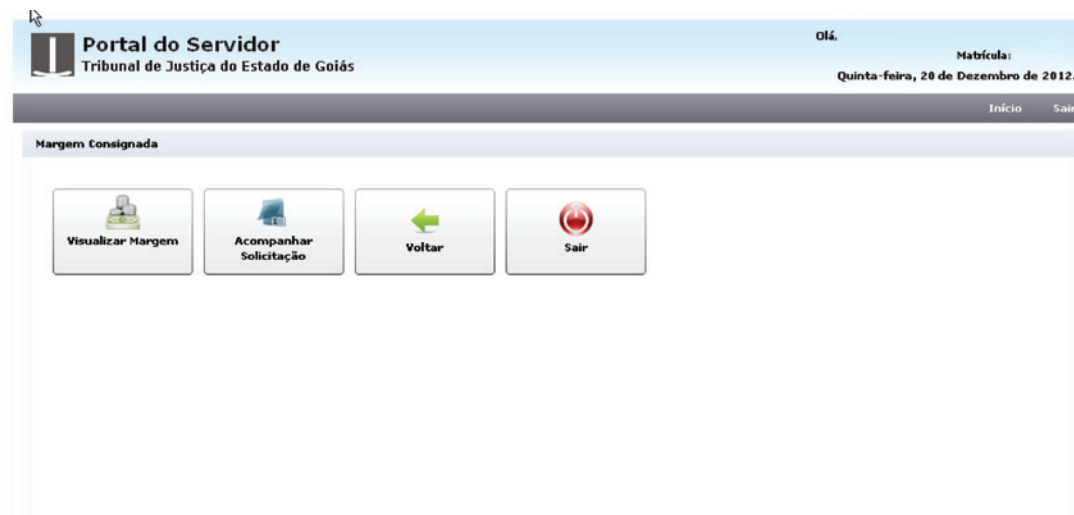 Portal do Servidor
Tribunal de Justiça do Estado de Goiás
Olá,
Matrícula:
Quinta-feira, 20 de Dezembro de 2012.
Início Sair
Margem Consignada
Visualizar Margem
Acompanhar
Solicitação
Voltar
Sair